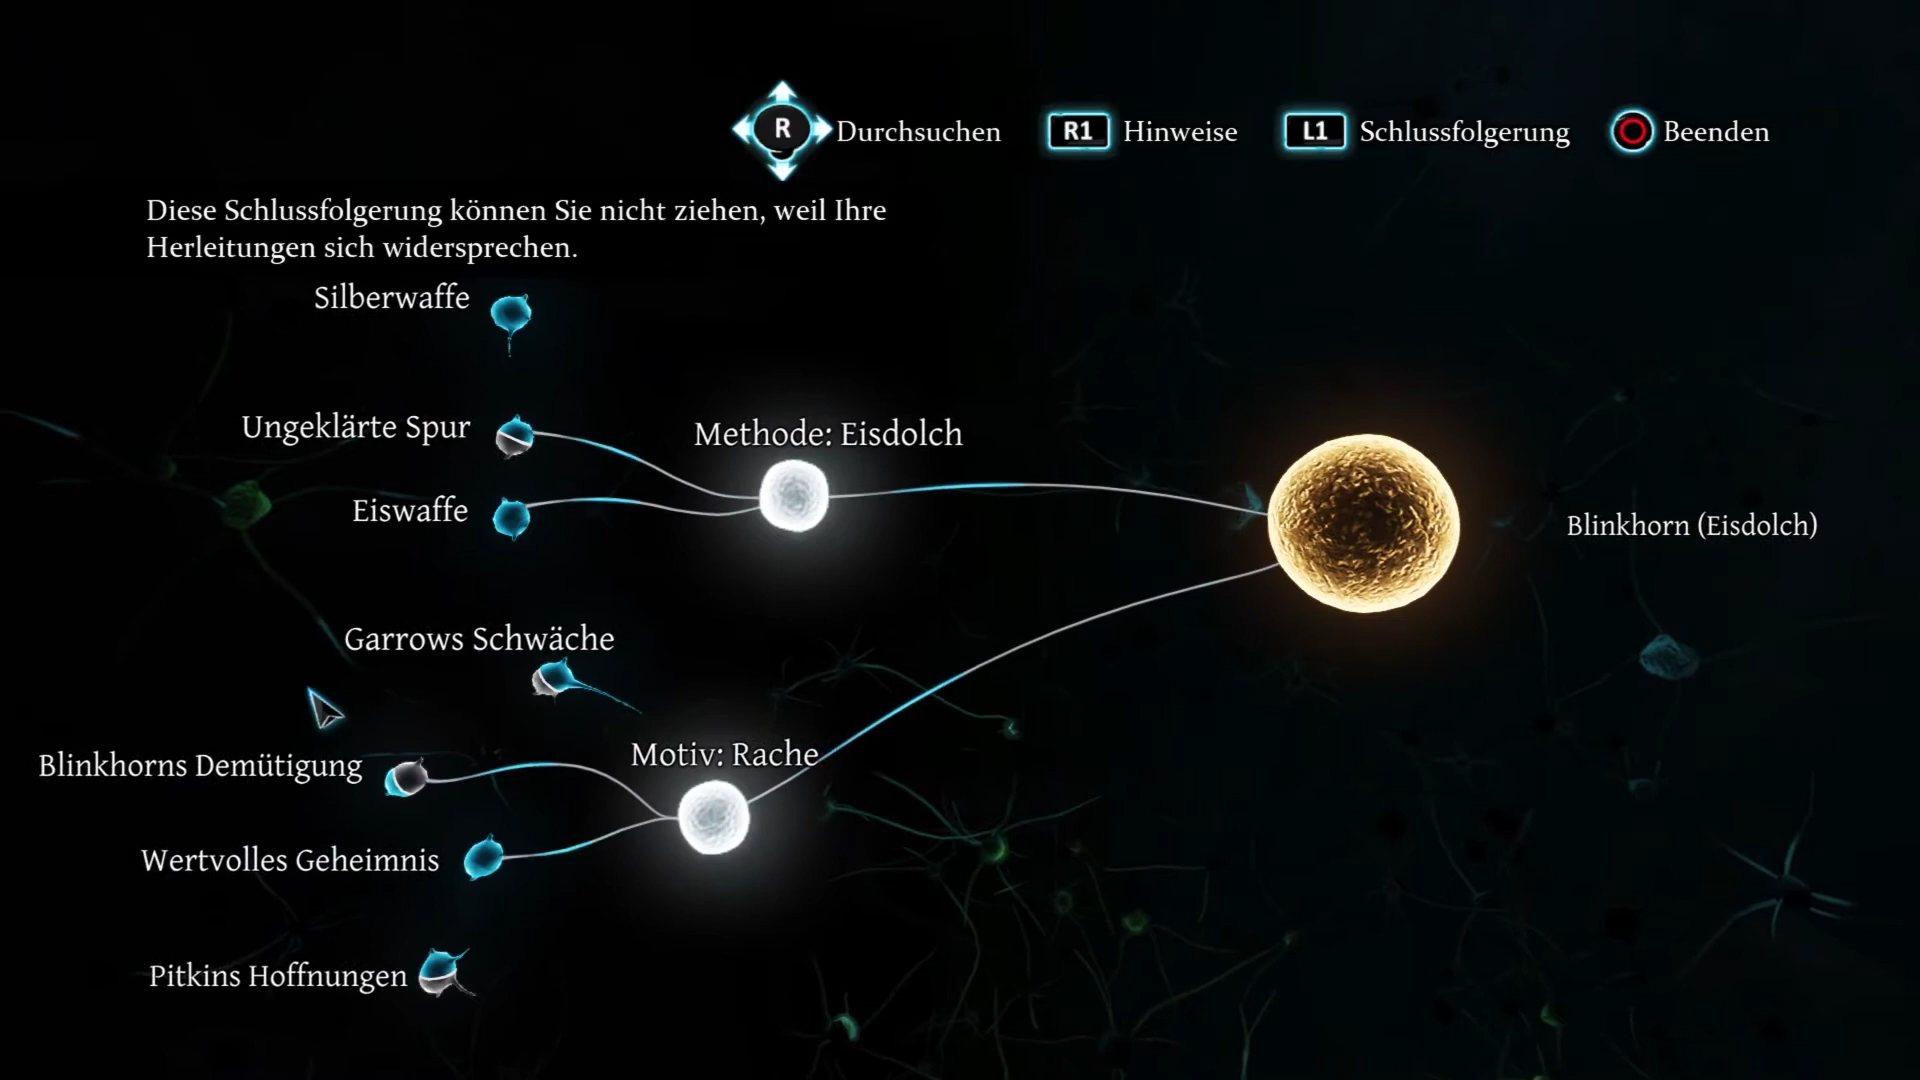 R Durchsuchen R1 Hinweise L1 Schlussfolgerung Beenden
Diese Schlussfolgerung können Sie nicht ziehen, weil Ihre
Herleitungen sich widersprechen.
Silberwaffe
Ungeklärte Spur
Methode: Eisdolch
Eiswaffe
Blinkhorn (Eisdolch)
Garrows Schwäche
Motiv: Rache
Blinkhorns Demütigung
Wertvolles Geheimnis
Pitkins Hoffnungen